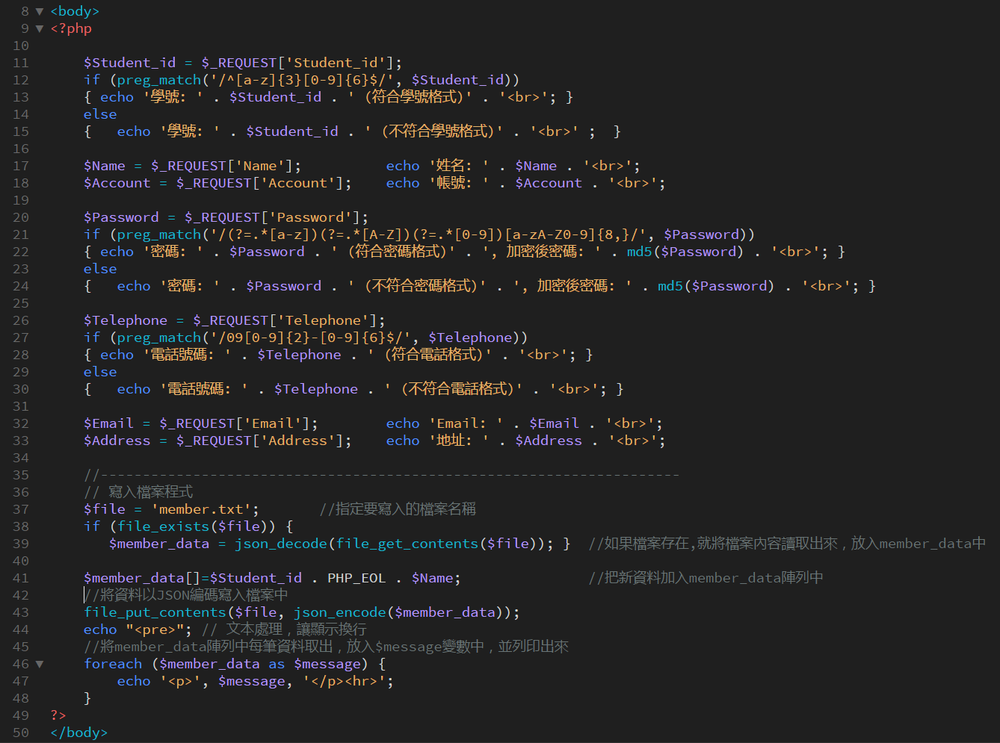 8 ▼ <body>
9 ▼ <?php
10
11     $Student_id = $_REQUEST['Student_id'];
12     if (preg_match('/^[a-z]{3}[0-9]{6}$/', $Student_id))
13     { echo '學號: ' . $Student_id . ' (符合學號格式)' . '<br>'; }
14     else
15     {   echo '學號: ' . $Student_id . ' (不符合學號格式)' . '<br>' ;  }
16
17     $Name = $_REQUEST['Name'];          echo '姓名: ' . $Name . '<br>';
18     $Account = $_REQUEST['Account'];    echo '帳號: ' . $Account . '<br>';
19
20     $Password = $_REQUEST['Password'];
21     if (preg_match('/(?=.*[a-z])(?=.*[A-Z])(?=.*[0-9])[a-zA-Z0-9]{8,}/', $Password))
22     { echo '密碼: ' . $Password . ' (符合密碼格式)' . ', 加密後密碼: ' . md5($Password) . '<br>'; }
23     else
24     {   echo '密碼: ' . $Password . ' (不符合密碼格式)' . ', 加密後密碼: ' . md5($Password) . '<br>'; }
25
26     $Telephone = $_REQUEST['Telephone'];
27     if (preg_match('/09[0-9]{2}-[0-9]{6}$/', $Telephone))
28     { echo '電話號碼: ' . $Telephone . ' (符合電話格式)' . '<br>'; }
29     else
30     {   echo '電話號碼: ' . $Telephone . ' (不符合電話格式)' . '<br>'; }
31
32     $Email = $_REQUEST['Email'];        echo 'Email: ' . $Email . '<br>';
33     $Address = $_REQUEST['Address'];    echo '地址: ' . $Address . '<br>';
34
35     //---------------------------------------------------------------------
36     // 寫入檔案程式
37     $file = 'member.txt';       //指定要寫入的檔案名稱
38     if (file_exists($file)) {
39        $member_data = json_decode(file_get_contents($file)); }  //如果檔案存在,就將檔案內容讀取出來，放入member_data中
40
41     $member_data[]=$Student_id . PHP_EOL . $Name;               //把新資料加入member_data陣列中
42     //將資料以JSON編碼寫入檔案中
43     file_put_contents($file, json_encode($member_data));
44     echo "<pre>"; // 文本處理，讓顯示換行
45     //將member_data陣列中每筆資料取出，放入$message變數中，並列印出來
46 ▼   foreach ($member_data as $message) {
47         echo '<p>', $message, '</p><hr>';
48     }
49 ?>
50 </body>